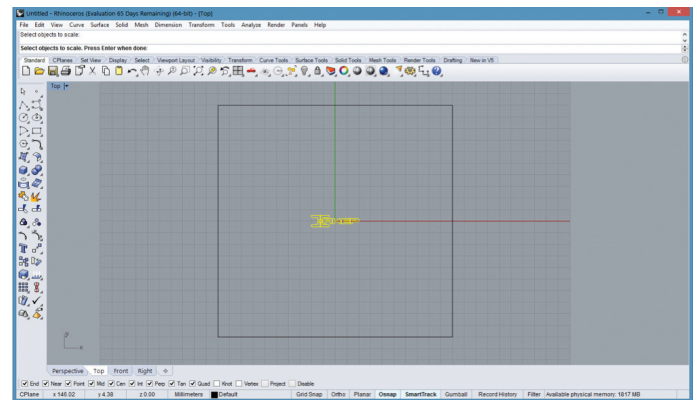 Untitled - Rhinoceros (Evaluation 65 Days Remaining) (64-bit) - [Top]
File Edit View Curve Surface Solid Mesh Dimension Transform Tools Analyze Render Panels Help
Select objects to scale:
Select objects to scale. Press Enter when done:
Standard CPlanes Set View Display Select Viewport Layout Visibility Transform Curve Tools Surface Tools Solid Tools Mesh Tools Render Tools Drafting New in V5
Top
y
x
Perspective Top Front Right
End Near Point Mid Cen Int Perp Tan Quad Knot Vertex Project Disable
CPlane x 146.02 y 4.38 z 0.00 Millimeters Default Grid Snap Ortho Planar Osnap SmartTrack Gumball Record History Filter Available physical memory: 1817 MB